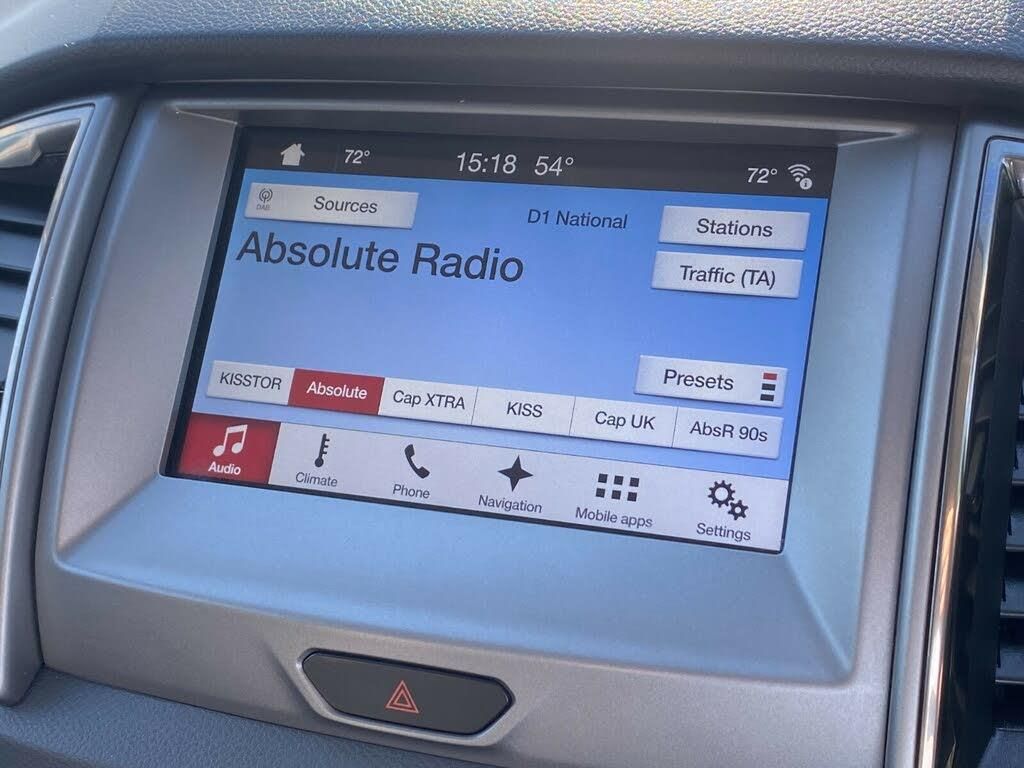 72° 15:18 54° 72°
DAB Sources D1 National Stations
Absolute Radio
Traffic (TA)
Presets
KISSTOR Absolute Cap XTRA KISS Cap UK AbsR 90s
Audio Climate Phone Navigation Mobile apps Settings